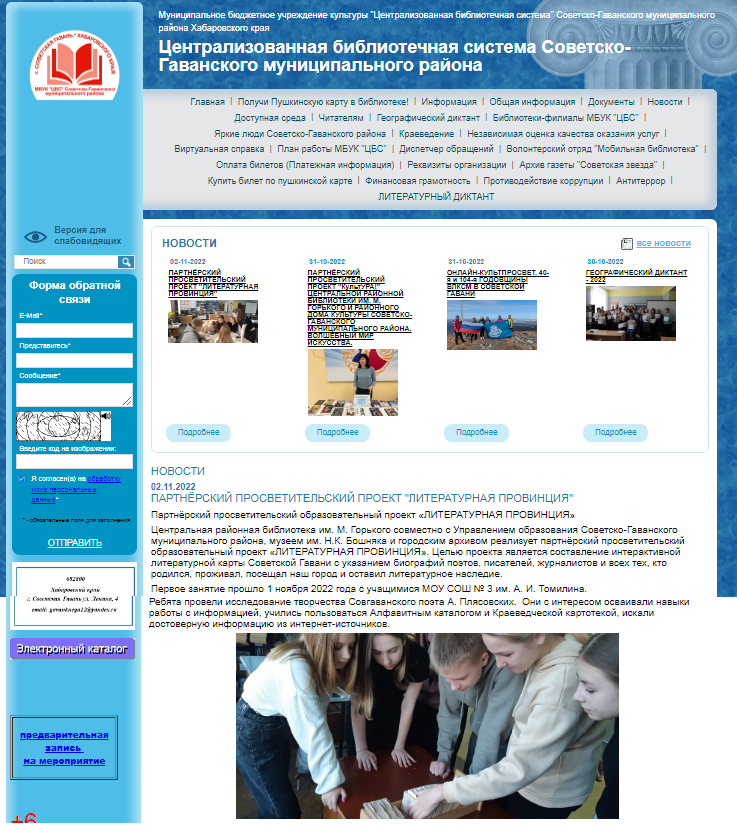 Муниципальное бюджетное учреждение культуры "Централизованная библиотечная система" Советско-Гаванского муниципального
района Хабаровского края
Централизованная библиотечная система Советско-
Гаванского муниципального района
г. СОВЕТСКАЯ ГАВАНЬ * ХАБАРОВСКОГО КРАЯ
МБУК "ЦБС" Советско-Гаванского
муниципального района
Главная | Получи Пушкинскую карту в библиотеке! | Информация | Общая информация | Документы | Новости |
Доступная среда | Читателям | Географический диктант | Библиотеки-филиалы МБУК "ЦБС" |
Яркие люди Советско-Гаванского района | Краеведение | Независимая оценка качества оказания услуг |
Виртуальная справка | План работы МБУК "ЦБС" | Диспетчер обращений | Волонтерский отряд "Мобильная библиотека" |
Оплата билетов (Платежная информация) | Реквизиты организации | Архив газеты "Советская звезда" |
Купить билет по пушкинской карте | Финансовая грамотность | Противодействие коррупции | Антитеррор |
ЛИТЕРАТУРНЫЙ ДИКТАНТ
Версия для
слабовидящих
Поиск
Форма обратной
связи
E-Mail*
Представьтесь*
Сообщение*
Введите код на изображении:
Я согласен(а) на обработку
моих персональных
данных*
* - обязательные поля для заполнения
ОТПРАВИТЬ
682800
Хабаровский край
г. Советская Гавань ул. Ленина, 4
Электронный каталог
предварительная
запись
на мероприятие
+6
НОВОСТИ
все новости
02-11-2022
ПАРТНЁРСКИЙ
ПРОСВЕТИТЕЛЬСКИЙ
ПРОЕКТ "ЛИТЕРАТУРНАЯ
ПРОВИНЦИЯ"
Подробнее
31-10-2022
ПАРТНЁРСКИЙ
ПРОСВЕТИТЕЛЬСКИЙ
ПРОЕКТ "КультУРА!"
ЦЕНТРАЛЬНОЙ РАЙОННОЙ
БИБЛИОТЕКИ ИМ. М.
ГОРЬКОГО И РАЙОННОГО
ДОМА КУЛЬТУРЫ СОВЕТСКО-
ГАВАНСКОГО
МУНИЦИПАЛЬНОГО РАЙОНА.
ВОЛШЕБНЫЙ МИР
ИСКУССТВА.
Подробнее
31-10-2022
ОНЛАЙН-КУЛЬТПРОСВЕТ. 40-
я и 104-я ГОДОВЩИНЫ
ВЛКСМ В СОВЕТСКОЙ
ГАВАНИ
Подробнее
30-10-2022
ГЕОГРАФИЧЕСКИЙ ДИКТАНТ
- 2022
Подробнее
НОВОСТИ
02.11.2022
ПАРТНЁРСКИЙ ПРОСВЕТИТЕЛЬСКИЙ ПРОЕКТ "ЛИТЕРАТУРНАЯ ПРОВИНЦИЯ"
Партнёрский просветительский образовательный проект «ЛИТЕРАТУРНАЯ ПРОВИНЦИЯ»
Центральная районная библиотека им. М. Горького совместно с Управлением образования Советско-Гаванского
муниципального района, музеем им. Н.К. Бошняка и городским архивом реализует партнёрский просветительский
образовательный проект «ЛИТЕРАТУРНАЯ ПРОВИНЦИЯ». Целью проекта является составление интерактивной
литературной карты Советской Гавани с указанием биографий поэтов, писателей, журналистов и всех тех, кто
родился, проживал, посещал наш город и оставил литературное наследие.
Первое занятие прошло 1 ноября 2022 года с учащимися МОУ СОШ № 3 им. А. И. Томилина.
Ребята провели исследование творчества Совгаванского поэта А. Плясовских. Они с интересом осваивали навыки
работы с информацией, учились пользоваться Алфавитным каталогом и Краеведческой картотекой, искали
достоверную информацию из интернет-источников.